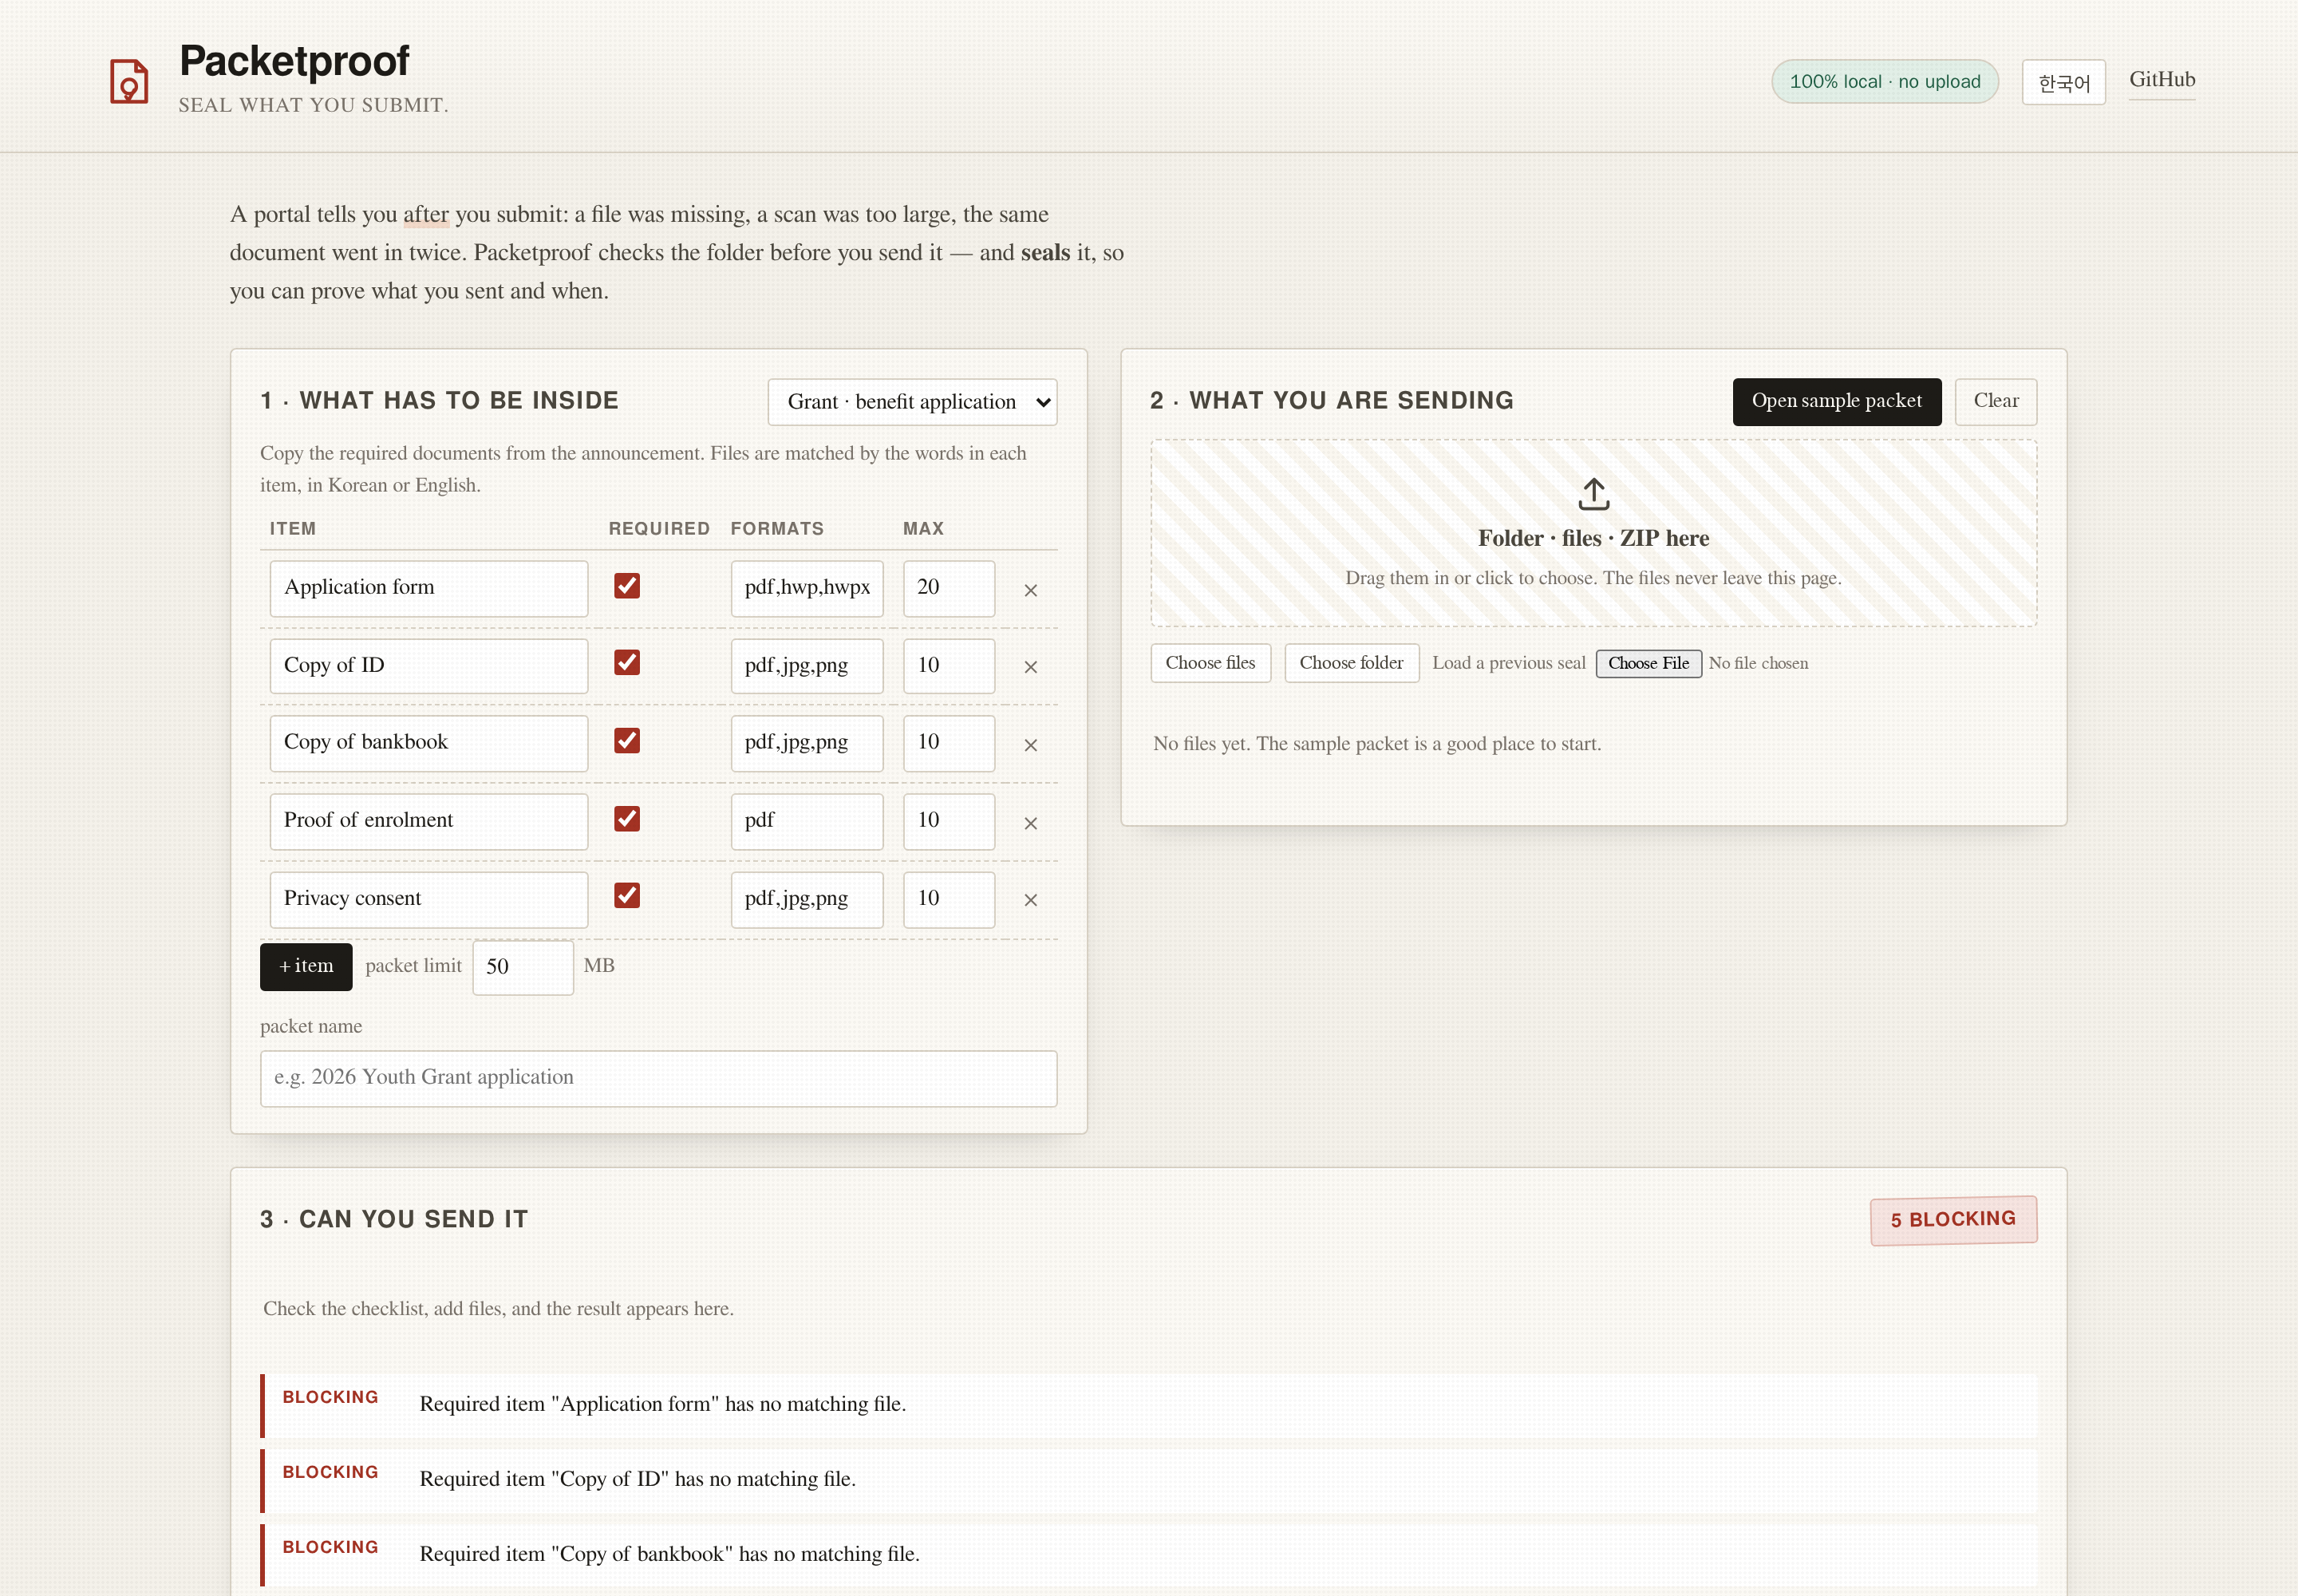 Packetproof
SEAL WHAT YOU SUBMIT.
100% local · no upload
한국어
GitHub
A portal tells you after you submit: a file was missing, a scan was too large, the same
document went in twice. Packetproof checks the folder before you send it — and seals it, so
you can prove what you sent and when.
1 · WHAT HAS TO BE INSIDE
Grant · benefit application
Copy the required documents from the announcement. Files are matched by the words in each
item, in Korean or English.
ITEM REQUIRED FORMATS MAX
Application form pdf,hwp,hwpx 20 ×
Copy of ID pdf,jpg,png 10 ×
Copy of bankbook pdf,jpg,png 10 ×
Proof of enrolment pdf 10 ×
Privacy consent pdf,jpg,png 10 ×
+ item packet limit 50 MB
packet name
e.g. 2026 Youth Grant application
2 · WHAT YOU ARE SENDING
Open sample packet
Clear
Folder · files · ZIP here
Drag them in or click to choose. The files never leave this page.
Choose files Choose folder Load a previous seal Choose File No file chosen
No files yet. The sample packet is a good place to start.
3 · CAN YOU SEND IT
5 BLOCKING
Check the checklist, add files, and the result appears here.
BLOCKING Required item "Application form" has no matching file.
BLOCKING Required item "Copy of ID" has no matching file.
BLOCKING Required item "Copy of bankbook" has no matching file.